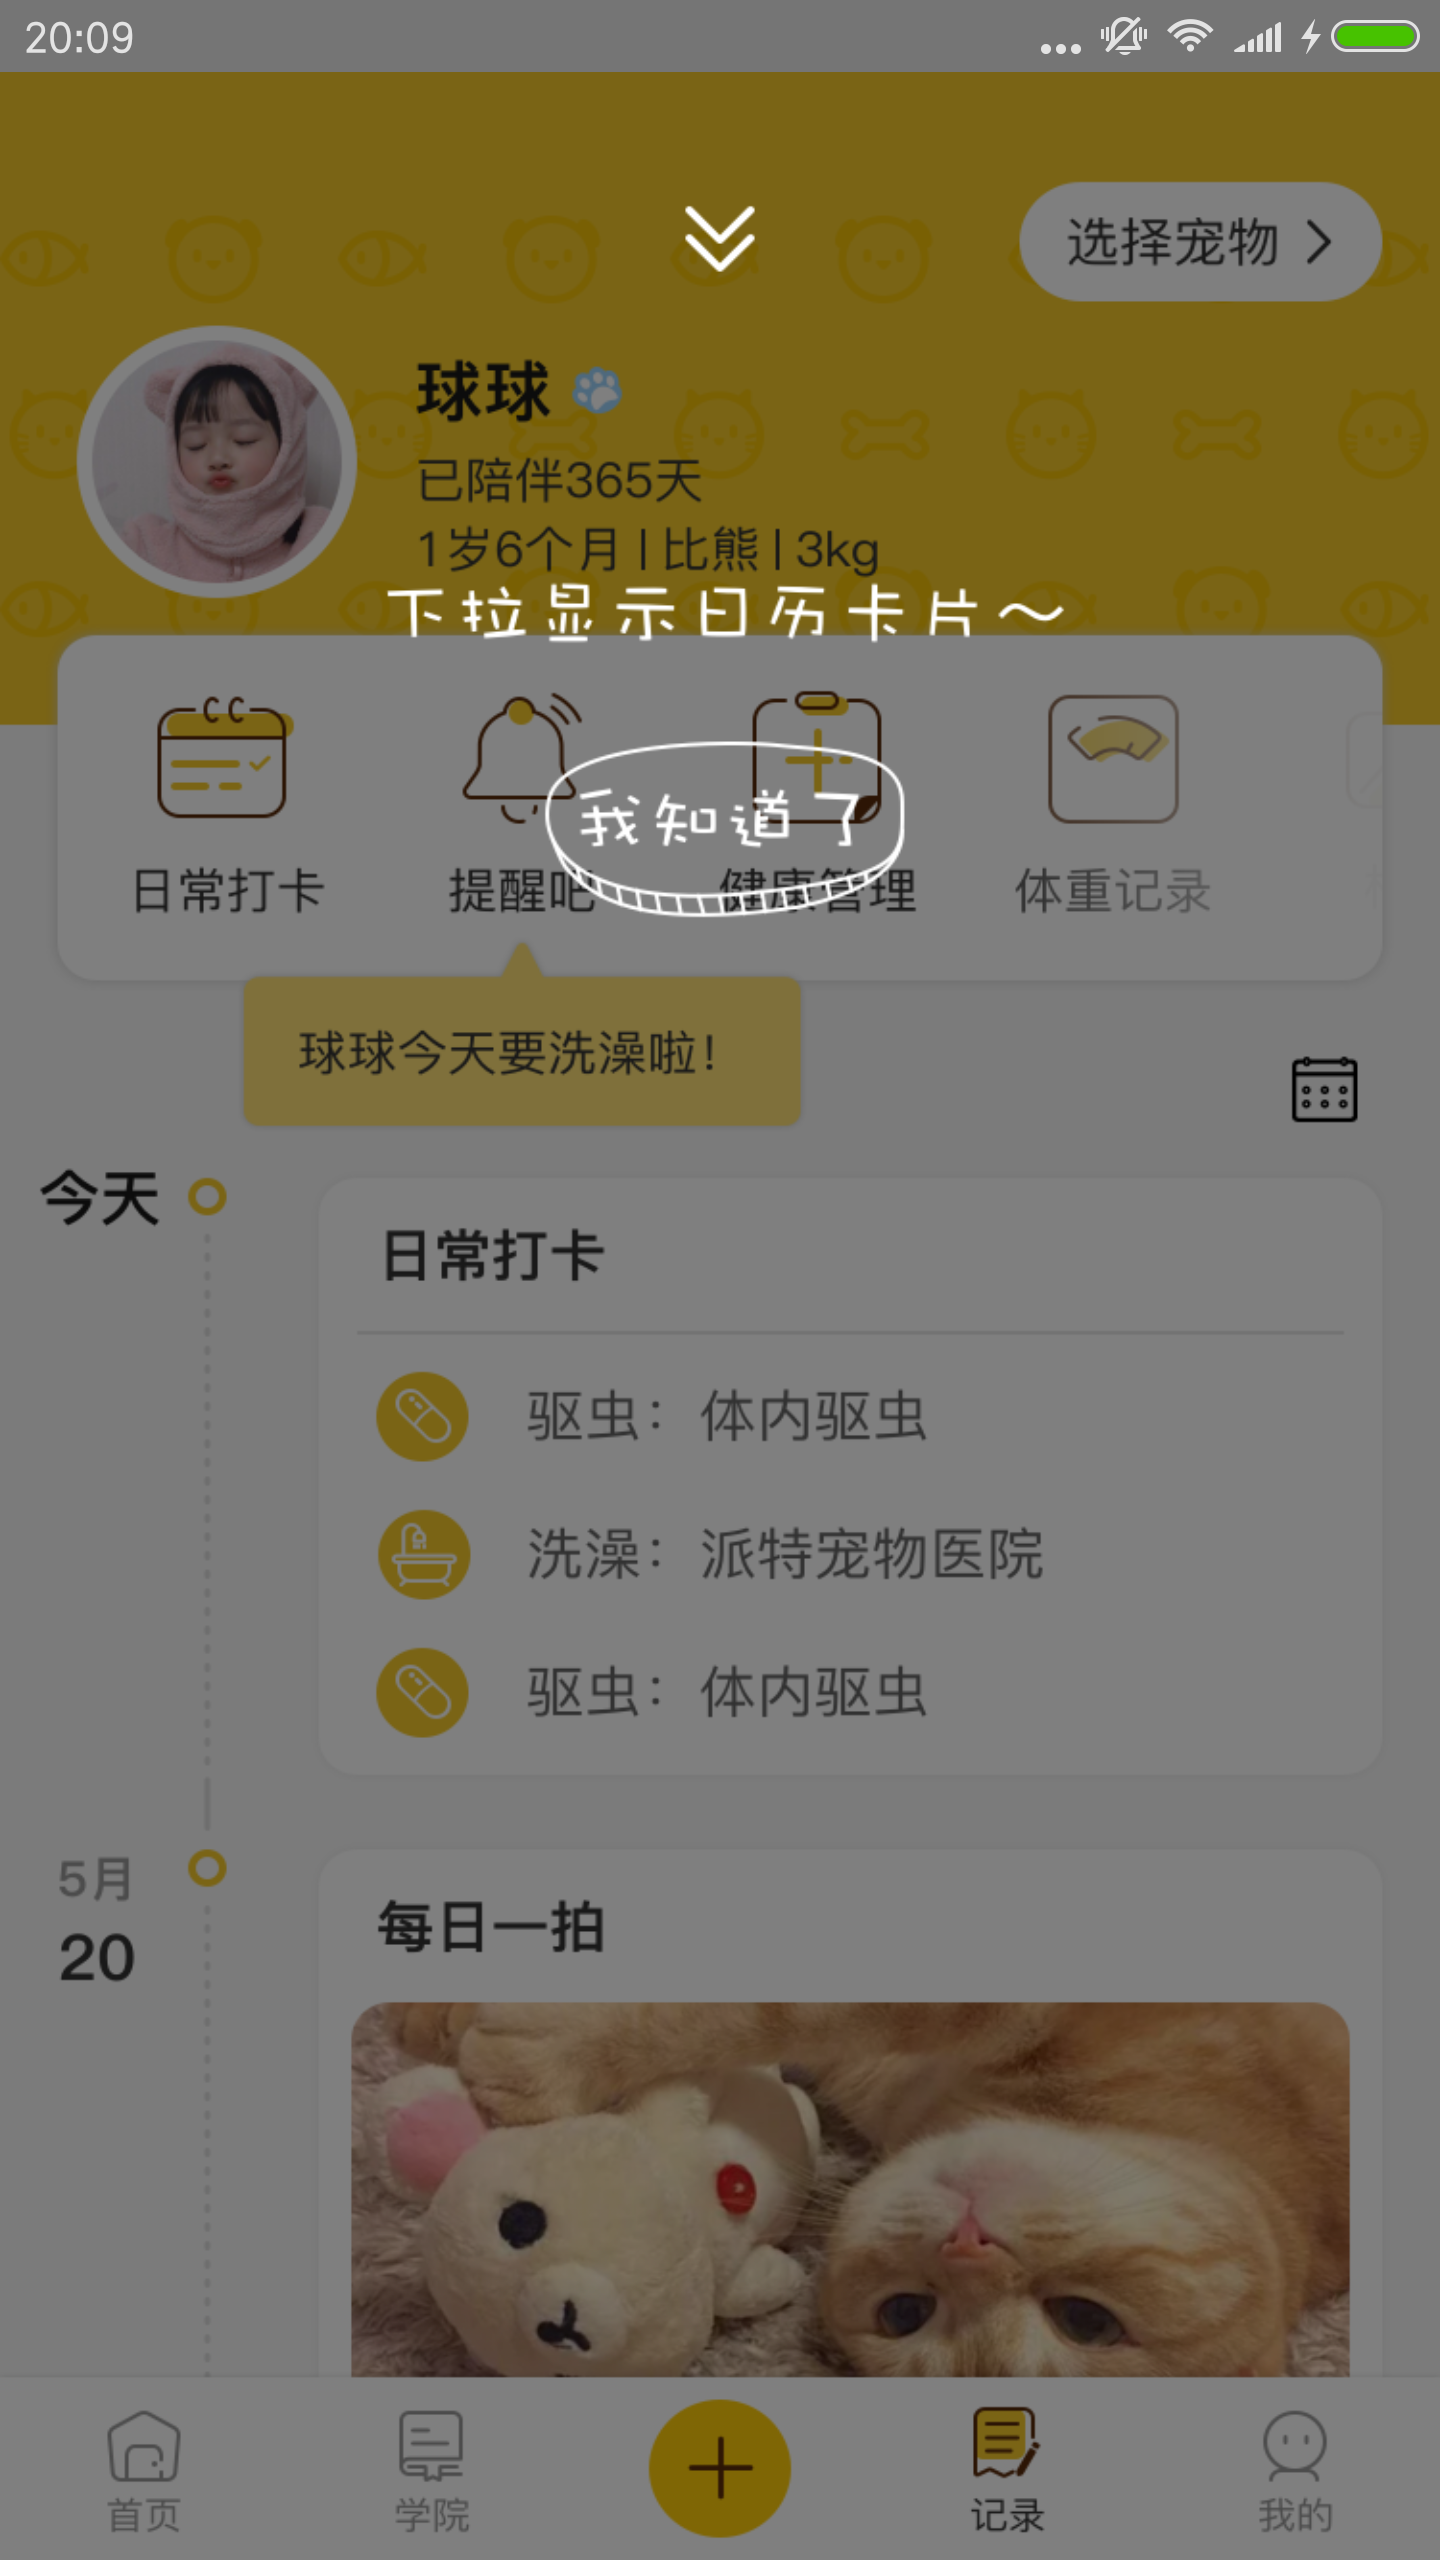 20:09
选择宠物
球球
已陪伴365天
1岁6个月 | 比熊 | 3kg
下拉显示日历卡片～
我知道了
日常打卡
提醒吧
健康管理
体重记录
球球今天要洗澡啦！
今天
日常打卡
驱虫：体内驱虫
洗澡：派特宠物医院
驱虫：体内驱虫
5月
20
每日一拍
首页
学院
记录
我的